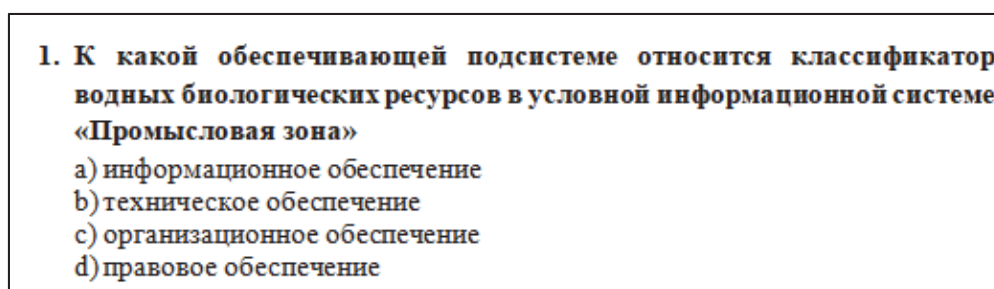 1. К какой обеспечивающей подсистеме относится классификатор
водных биологических ресурсов в условной информационной системе
«Промысловая зона»
a) информационное обеспечение
b) техническое обеспечение
c) организационное обеспечение
d) правовое обеспечение